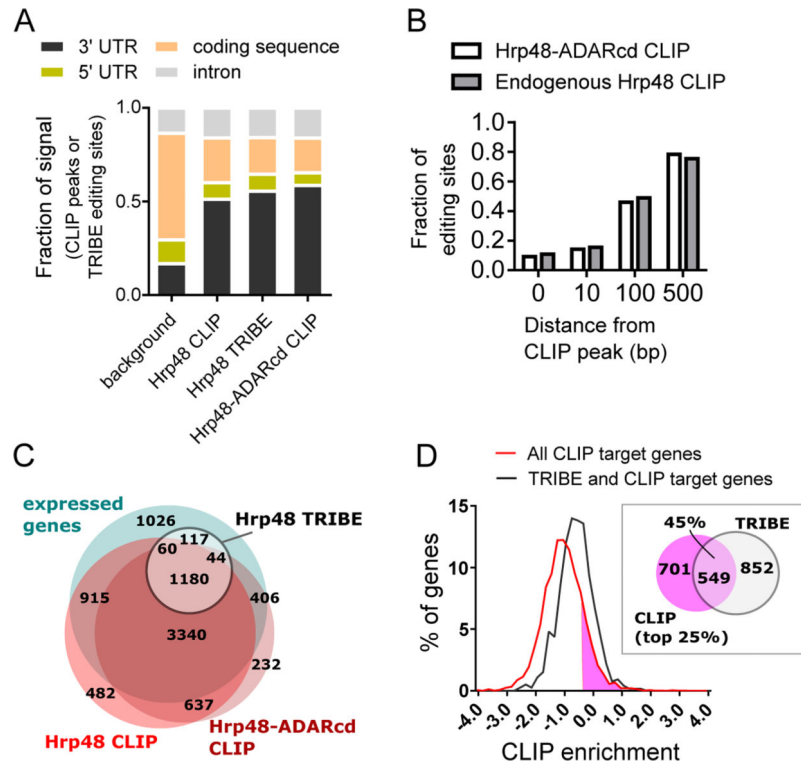 A
3' UTR
coding sequence
5' UTR
intron
Fraction of signal
(CLIP peaks or
TRIBE editing sites)
1.0
0.5
0.0
background
Hrp48 CLIP
Hrp48 TRIBE
Hrp48-ADARcd CLIP
B
Hrp48-ADARcd CLIP
Endogenous Hrp48 CLIP
Fraction of
editing sites
1.0
0.8
0.6
0.4
0.2
0.0
0 10 100 500
Distance from
CLIP peak (bp)
C
expressed
genes
1026
Hrp48 TRIBE
117
60
44
1180
915
406
3340
232
482
637
Hrp48 CLIP
Hrp48-ADARcd
CLIP
D
All CLIP target genes
TRIBE and CLIP target genes
% of genes
15
10
5
0
-4.0 -3.0 -2.0 -1.0 0.0 1.0 2.0 3.0 4.0
CLIP enrichment
45%
TRIBE
701
549
852
CLIP
(top 25%)